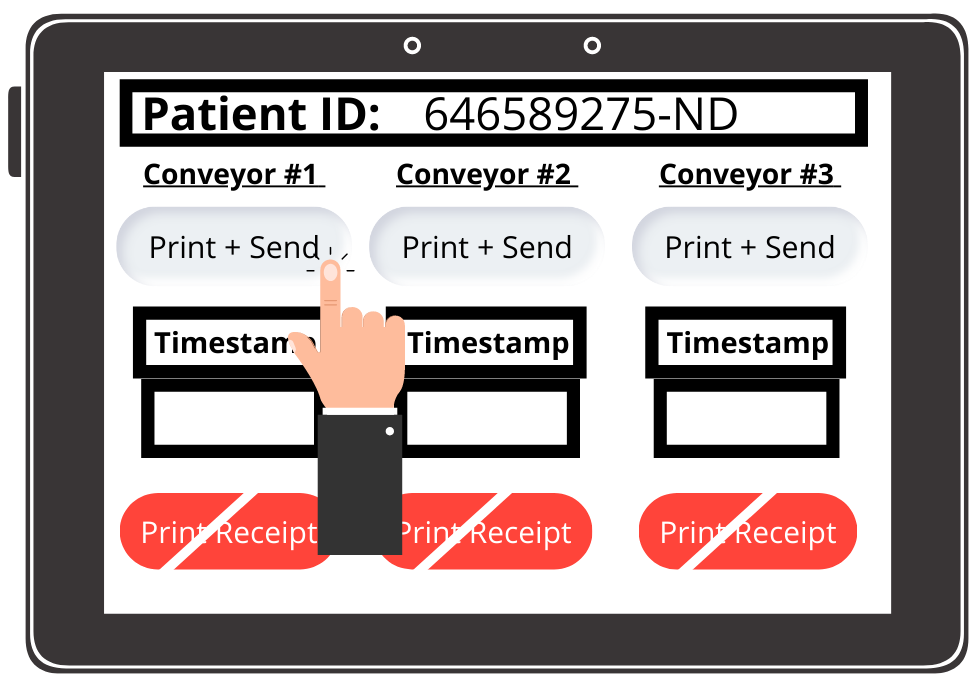 Patient ID: 646589275-ND
Conveyor #1 Conveyor #2 Conveyor #3
Print + Send Print + Send Print + Send
Timestamp Timestamp Timestamp
Print Receipt Print Receipt Print Receipt